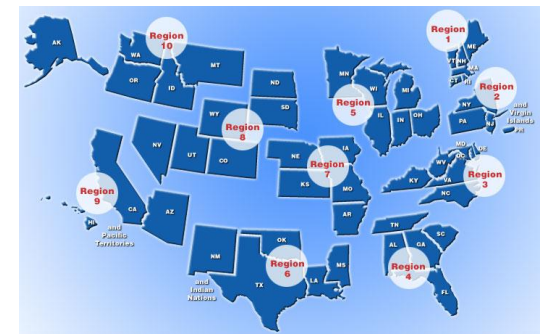 AK
WA
Region
10
MT
OR
ID
ND
SD
WY
Region
8
NV
UT
CO
MN
WI
MI
Region
5
IL
IN
OH
Region
1
ME
VT
NH
MA
CT
RI
Region
2
NY
PA
NJ
and
Virgin
Islands
PR
MD
DE
DC
WV
VA
KY
NC
Region
3
NE
IA
Region
7
KS
MO
AR
Region
9
CA
AZ
HI
and
Pacific
Territories
NM
OK
Region
6
TX
LA
MS
and
Indian
Nations
TN
SC
AL
GA
Region
4
FL